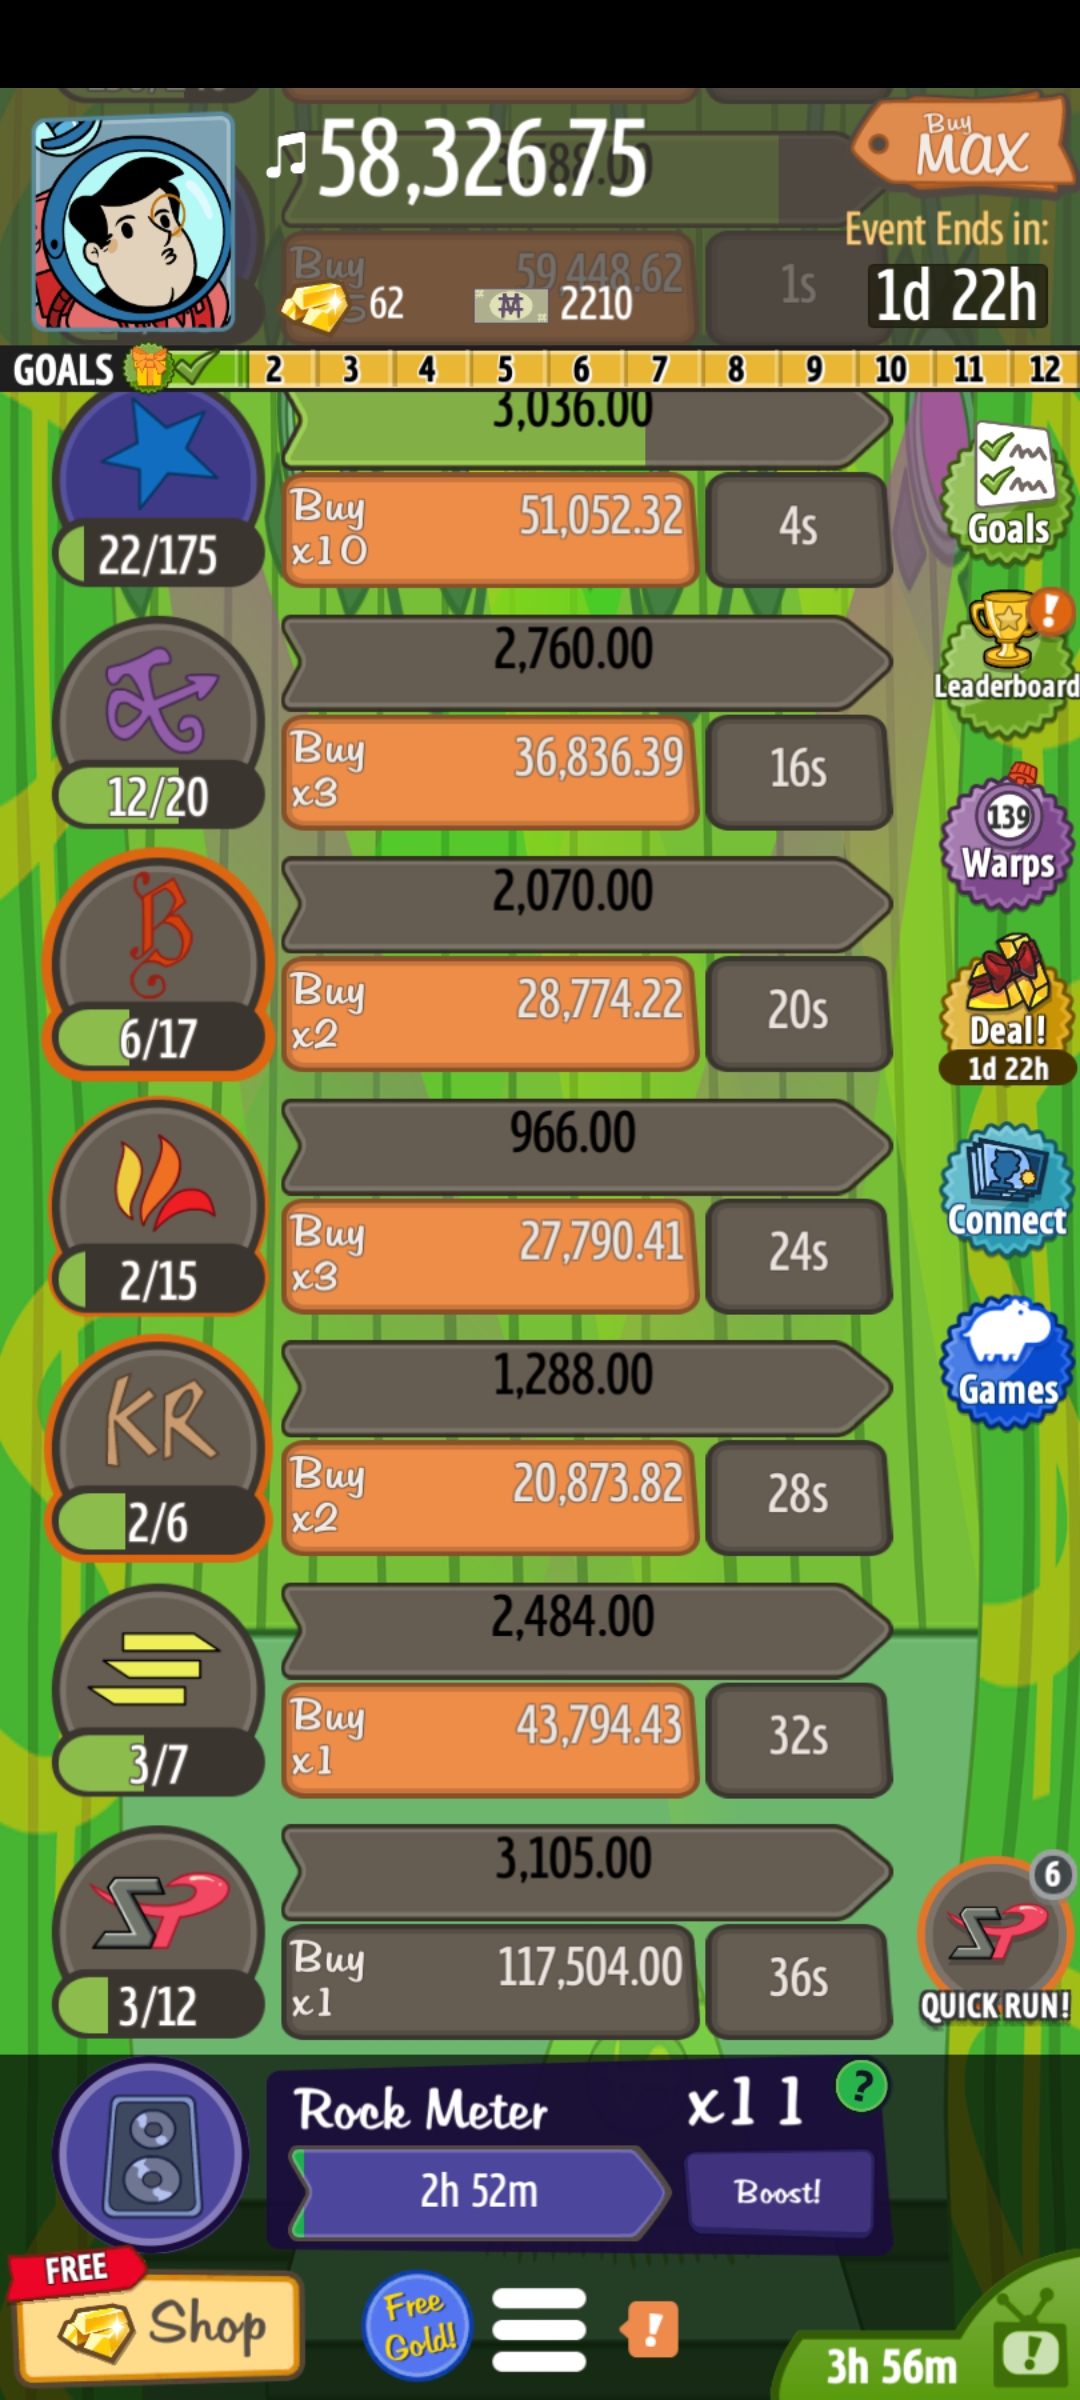 ♫58,326.75
Buy
MAX
Event Ends in:
1d 22h
Buy
59,448.62
1s
62
2210
GOALS 2 3 4 5 6 7 8 9 10 11 12
3,036.00
Buy
x10
51,052.32
4s
22/175
Goals
2,760.00
Buy
x3
36,836.39
16s
12/20
!
Leaderboard
2,070.00
Buy
x2
28,774.22
20s
B
6/17
139
Warps
Deal!
1d 22h
966.00
Buy
x3
27,790.41
24s
2/15
Connect
1,288.00
Buy
x2
20,873.82
28s
KR
2/6
Games
2,484.00
Buy
x1
43,794.43
32s
3/7
3,105.00
Buy
x1
117,504.00
36s
SP
3/12
6
SP
QUICK RUN!
Rock Meter
x11
?
2h 52m
Boost!
FREE
Shop
Free
Gold!
!
3h 56m
!